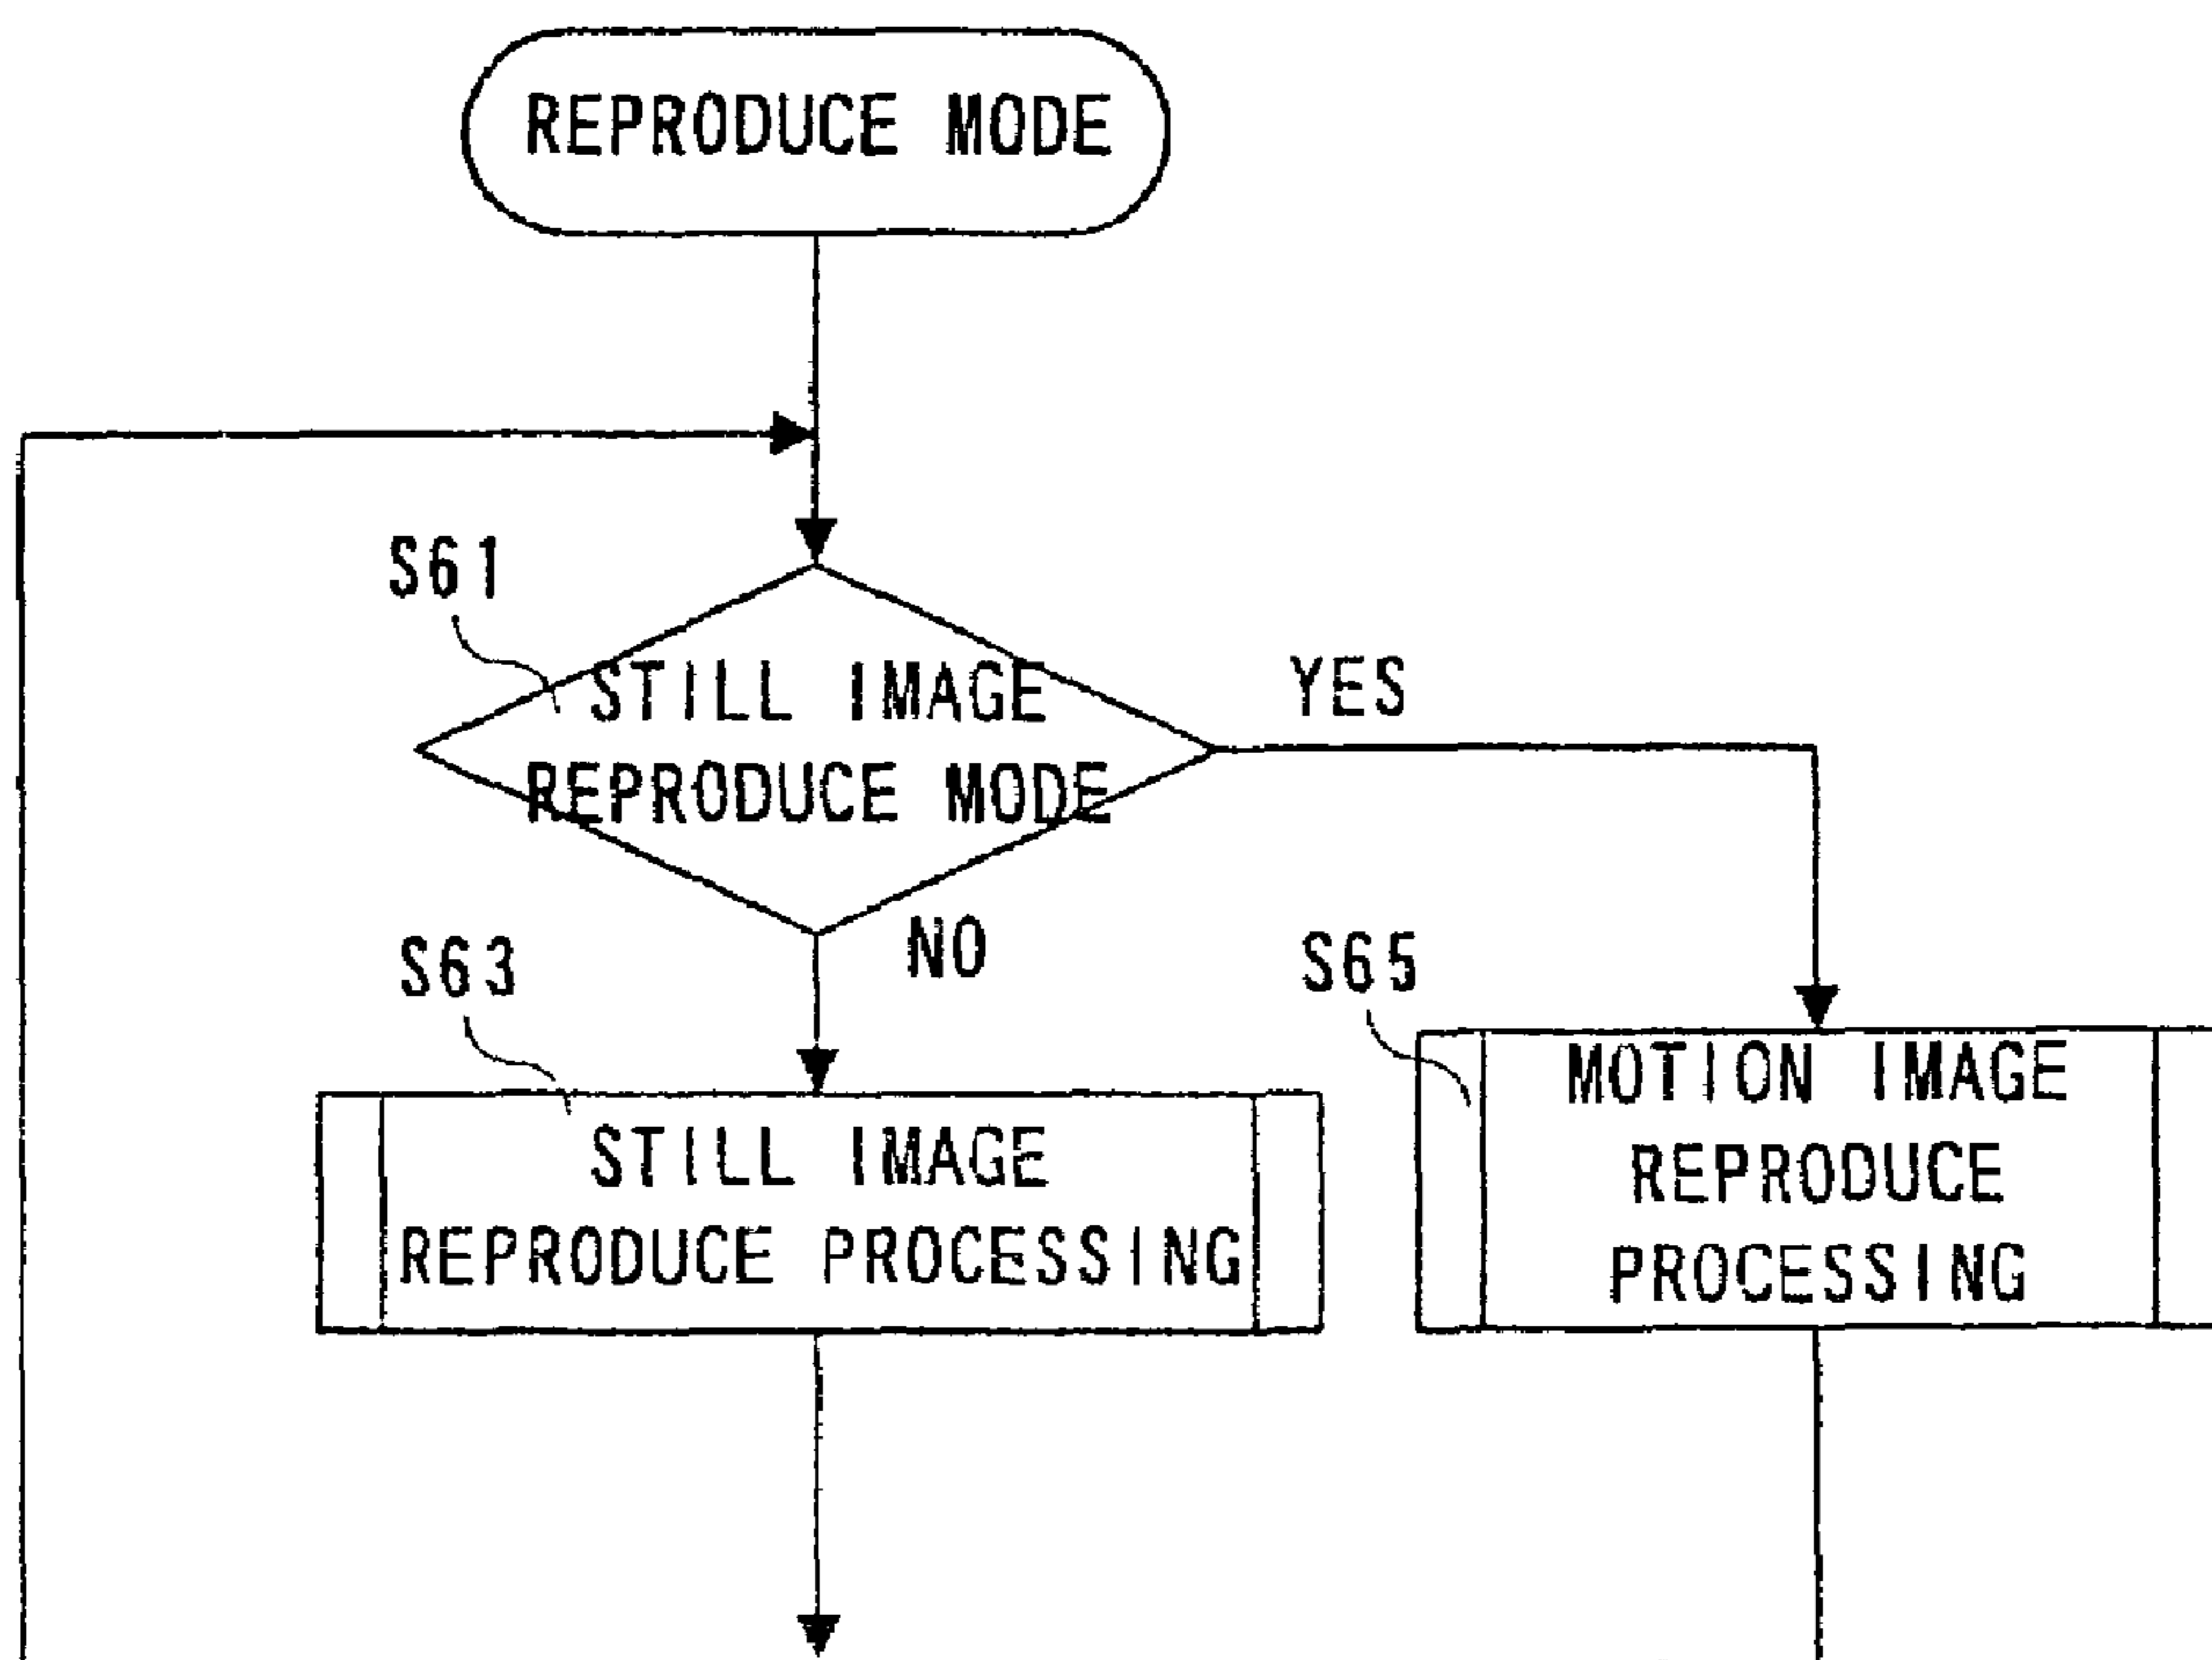 REPRODUCE MODE
S61
STILL IMAGE
REPRODUCE MODE
YES
NO
S63
STILL IMAGE
REPRODUCE PROCESSING
S65
MOTION IMAGE
REPRODUCE
PROCESSING